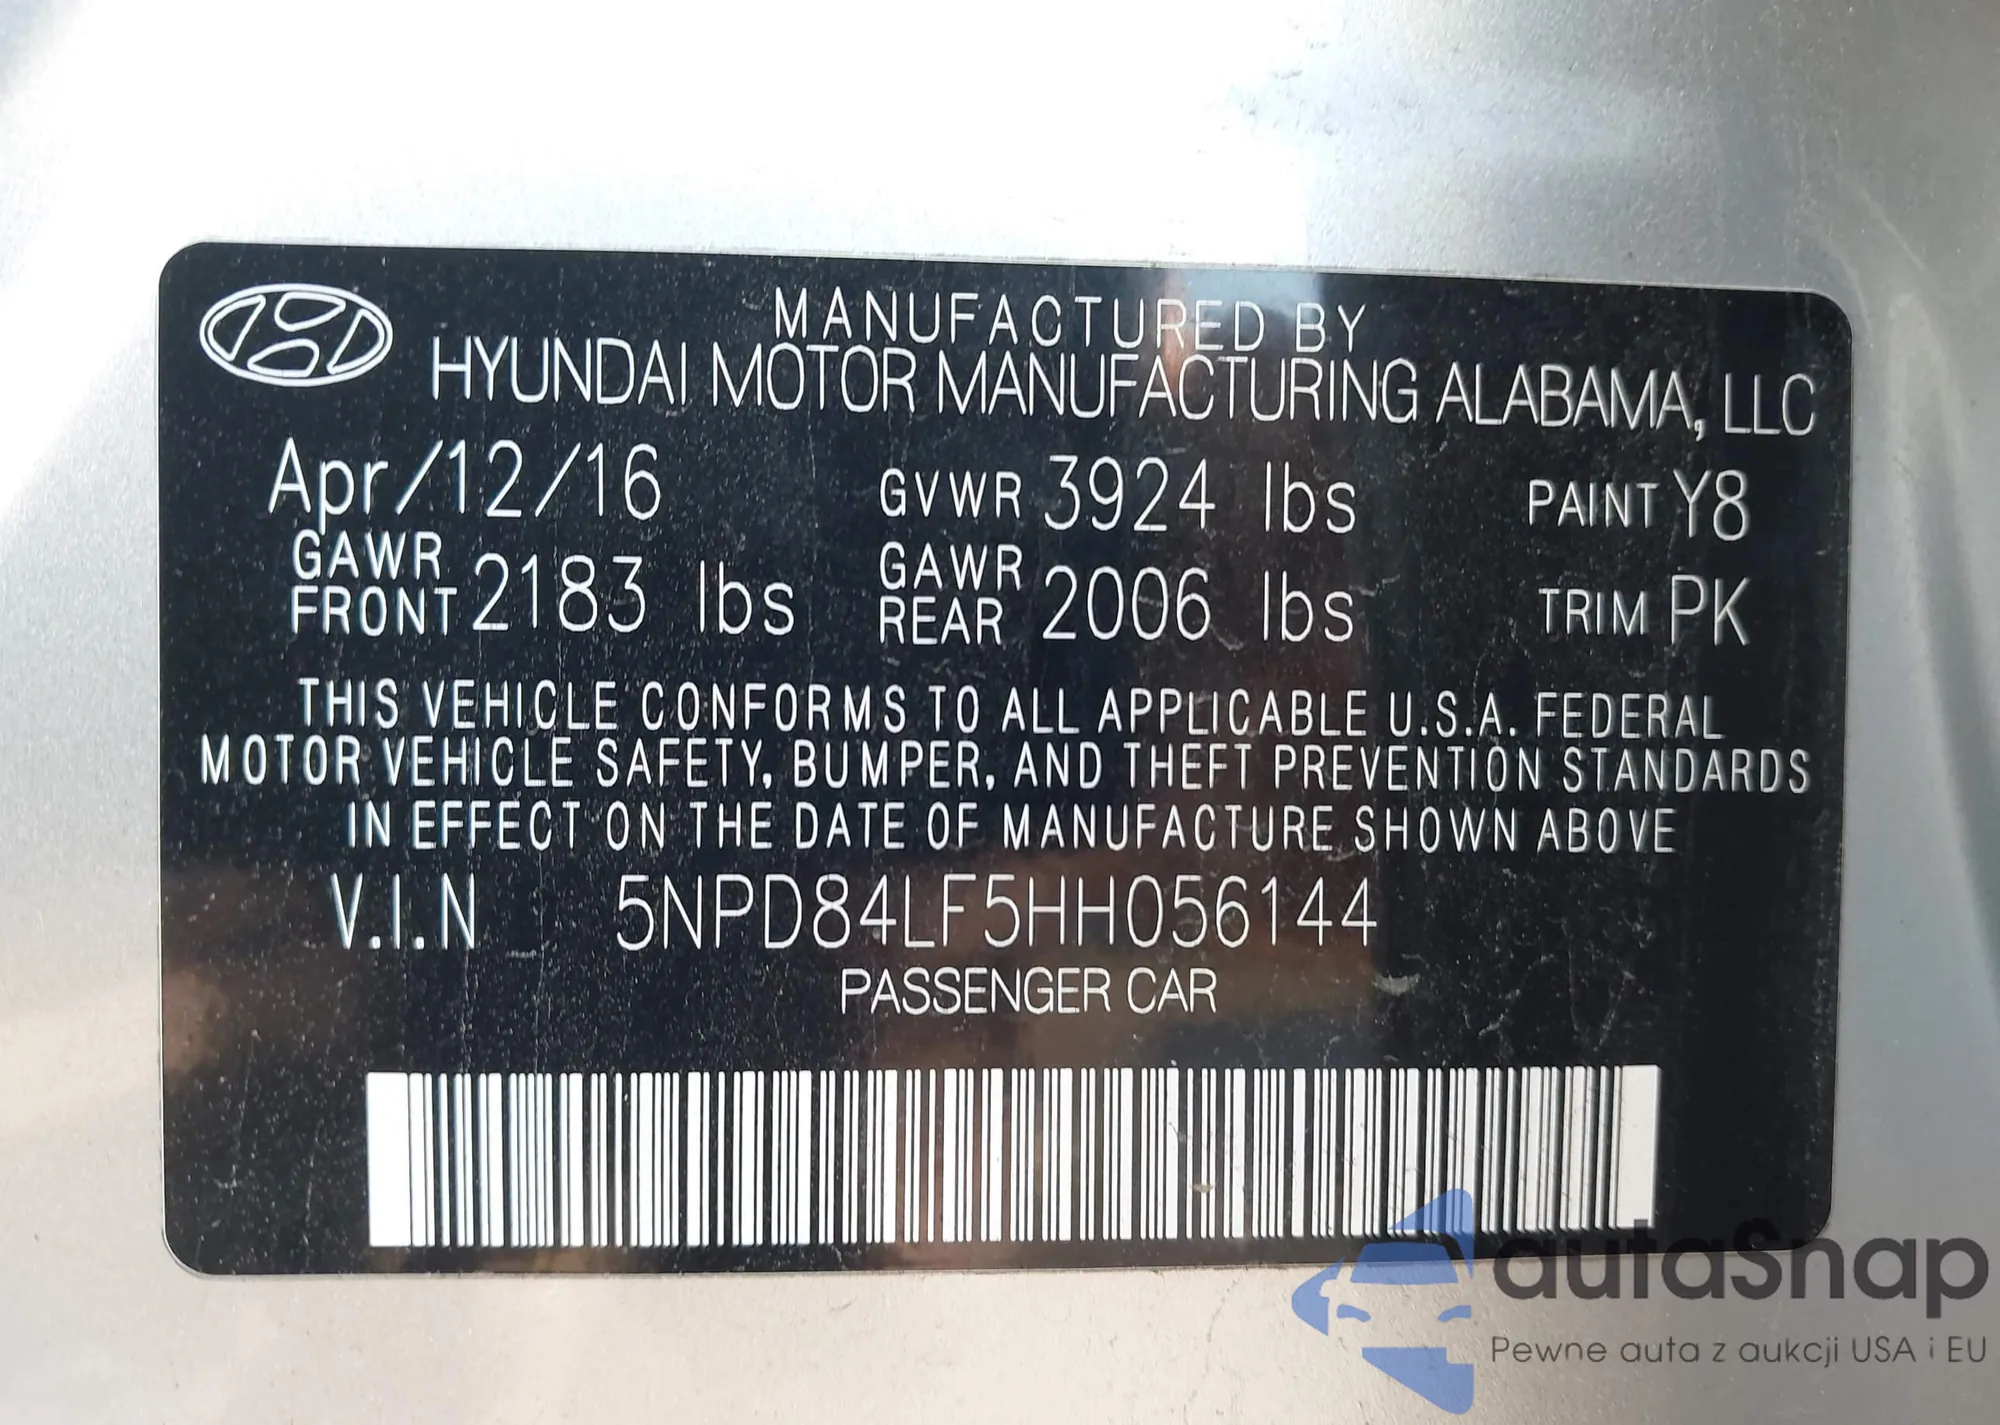 MANUFACTURED BY
HYUNDAI MOTOR MANUFACTURING ALABAMA, LLC
Apr/12/16 GVWR 3924 lbs PAINT Y8
GAWR FRONT 2183 lbs GAWR REAR 2006 lbs TRIM PK
THIS VEHICLE CONFORMS TO ALL APPLICABLE U.S.A. FEDERAL
MOTOR VEHICLE SAFETY, BUMPER, AND THEFT PREVENTION STANDARDS
IN EFFECT ON THE DATE OF MANUFACTURE SHOWN ABOVE
V.I.N 5NPD84LF5HH056144
PASSENGER CAR
autaSnap
Pewne auta z aukcji USA i EU